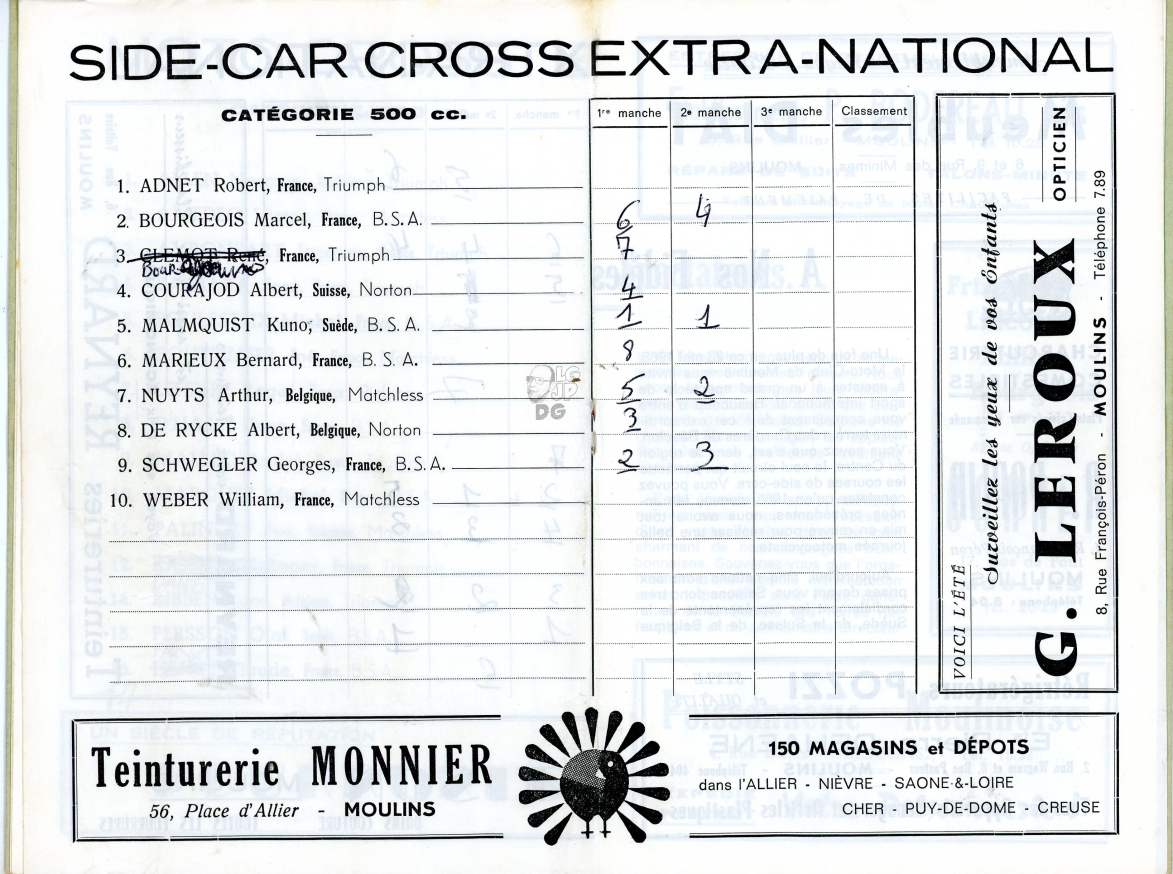 SIDE-CAR CROSS EXTRA-NATIONAL
CATÉGORIE 500 cc.
1re manche 2e manche 3e manche Classement
1. ADNET Robert, France, Triumph
2. BOURGEOIS Marcel, France, B.S.A. 6 4
3. CLEMOT René, France, Triumph 7
4. COURAJOD Albert, Suisse, Norton 4
5. MALMQUIST Kuno, Suède, B.S.A. 1 1
6. MARIEUX Bernard, France, B.S.A. 8
7. NUYTS Arthur, Belgique, Matchless 5 2
8. DE RYCKE Albert, Belgique, Norton 3
9. SCHWEGLER Georges, France, B.S.A. 2 3
10. WEBER William, France, Matchless
LG
JP
DG
VOICI L'ÉTÉ
Surveillez les yeux de vos Enfants
G. LEROUX OPTICIEN
8, Rue François-Péron - MOULINS - Téléphone 7.89
Teinturerie MONNIER
56, Place d'Allier - MOULINS
150 MAGASINS et DÉPOTS
dans l'ALLIER - NIÈVRE - SAONE-&-LOIRE
CHER - PUY-DE-DOME - CREUSE